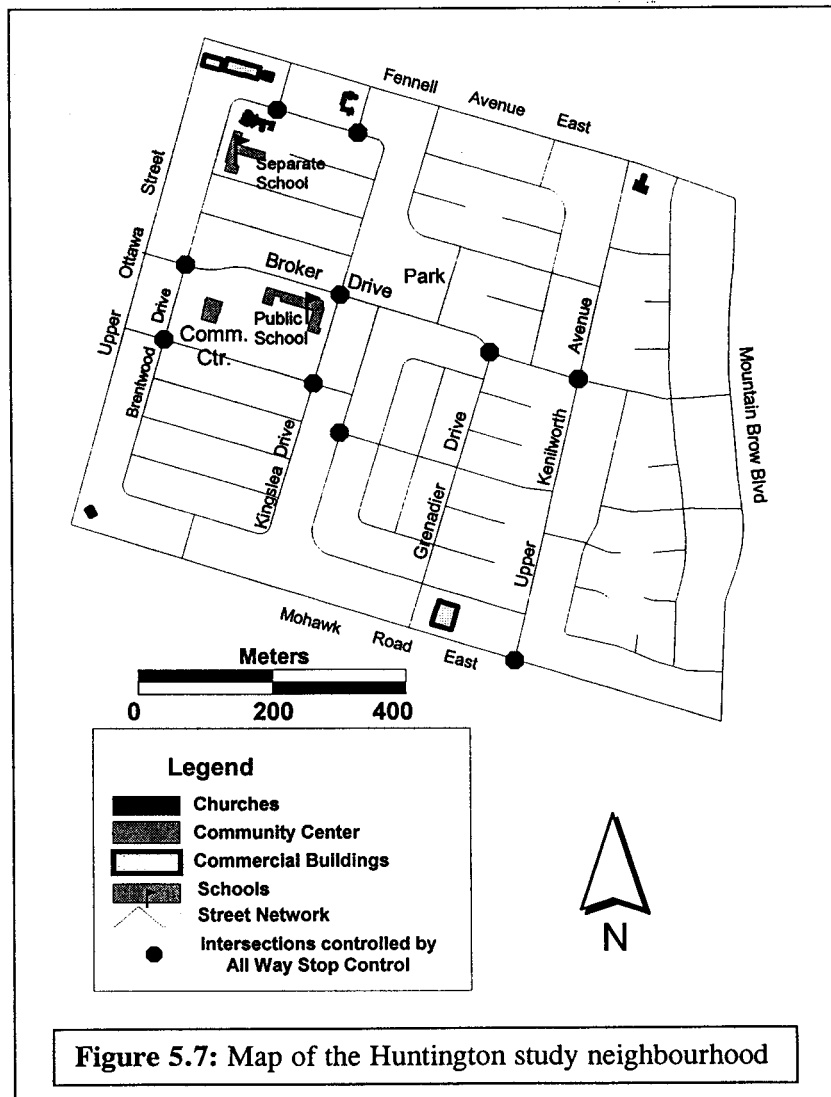 Fennell Avenue East
Separate
School
Upper Ottawa Street
Broker Drive
Park
Public
School
Comm.
Ctr.
Brentwood Drive
Kingslea Drive
Grenadier Drive
Upper Kenilworth Avenue
Mountain Brow Blvd
Mohawk Road East
Meters
0 200 400
Legend
Churches
Community Center
Commercial Buildings
Schools
Street Network
Intersections controlled by
All Way Stop Control
N
Figure 5.7: Map of the Huntington study neighbourhood